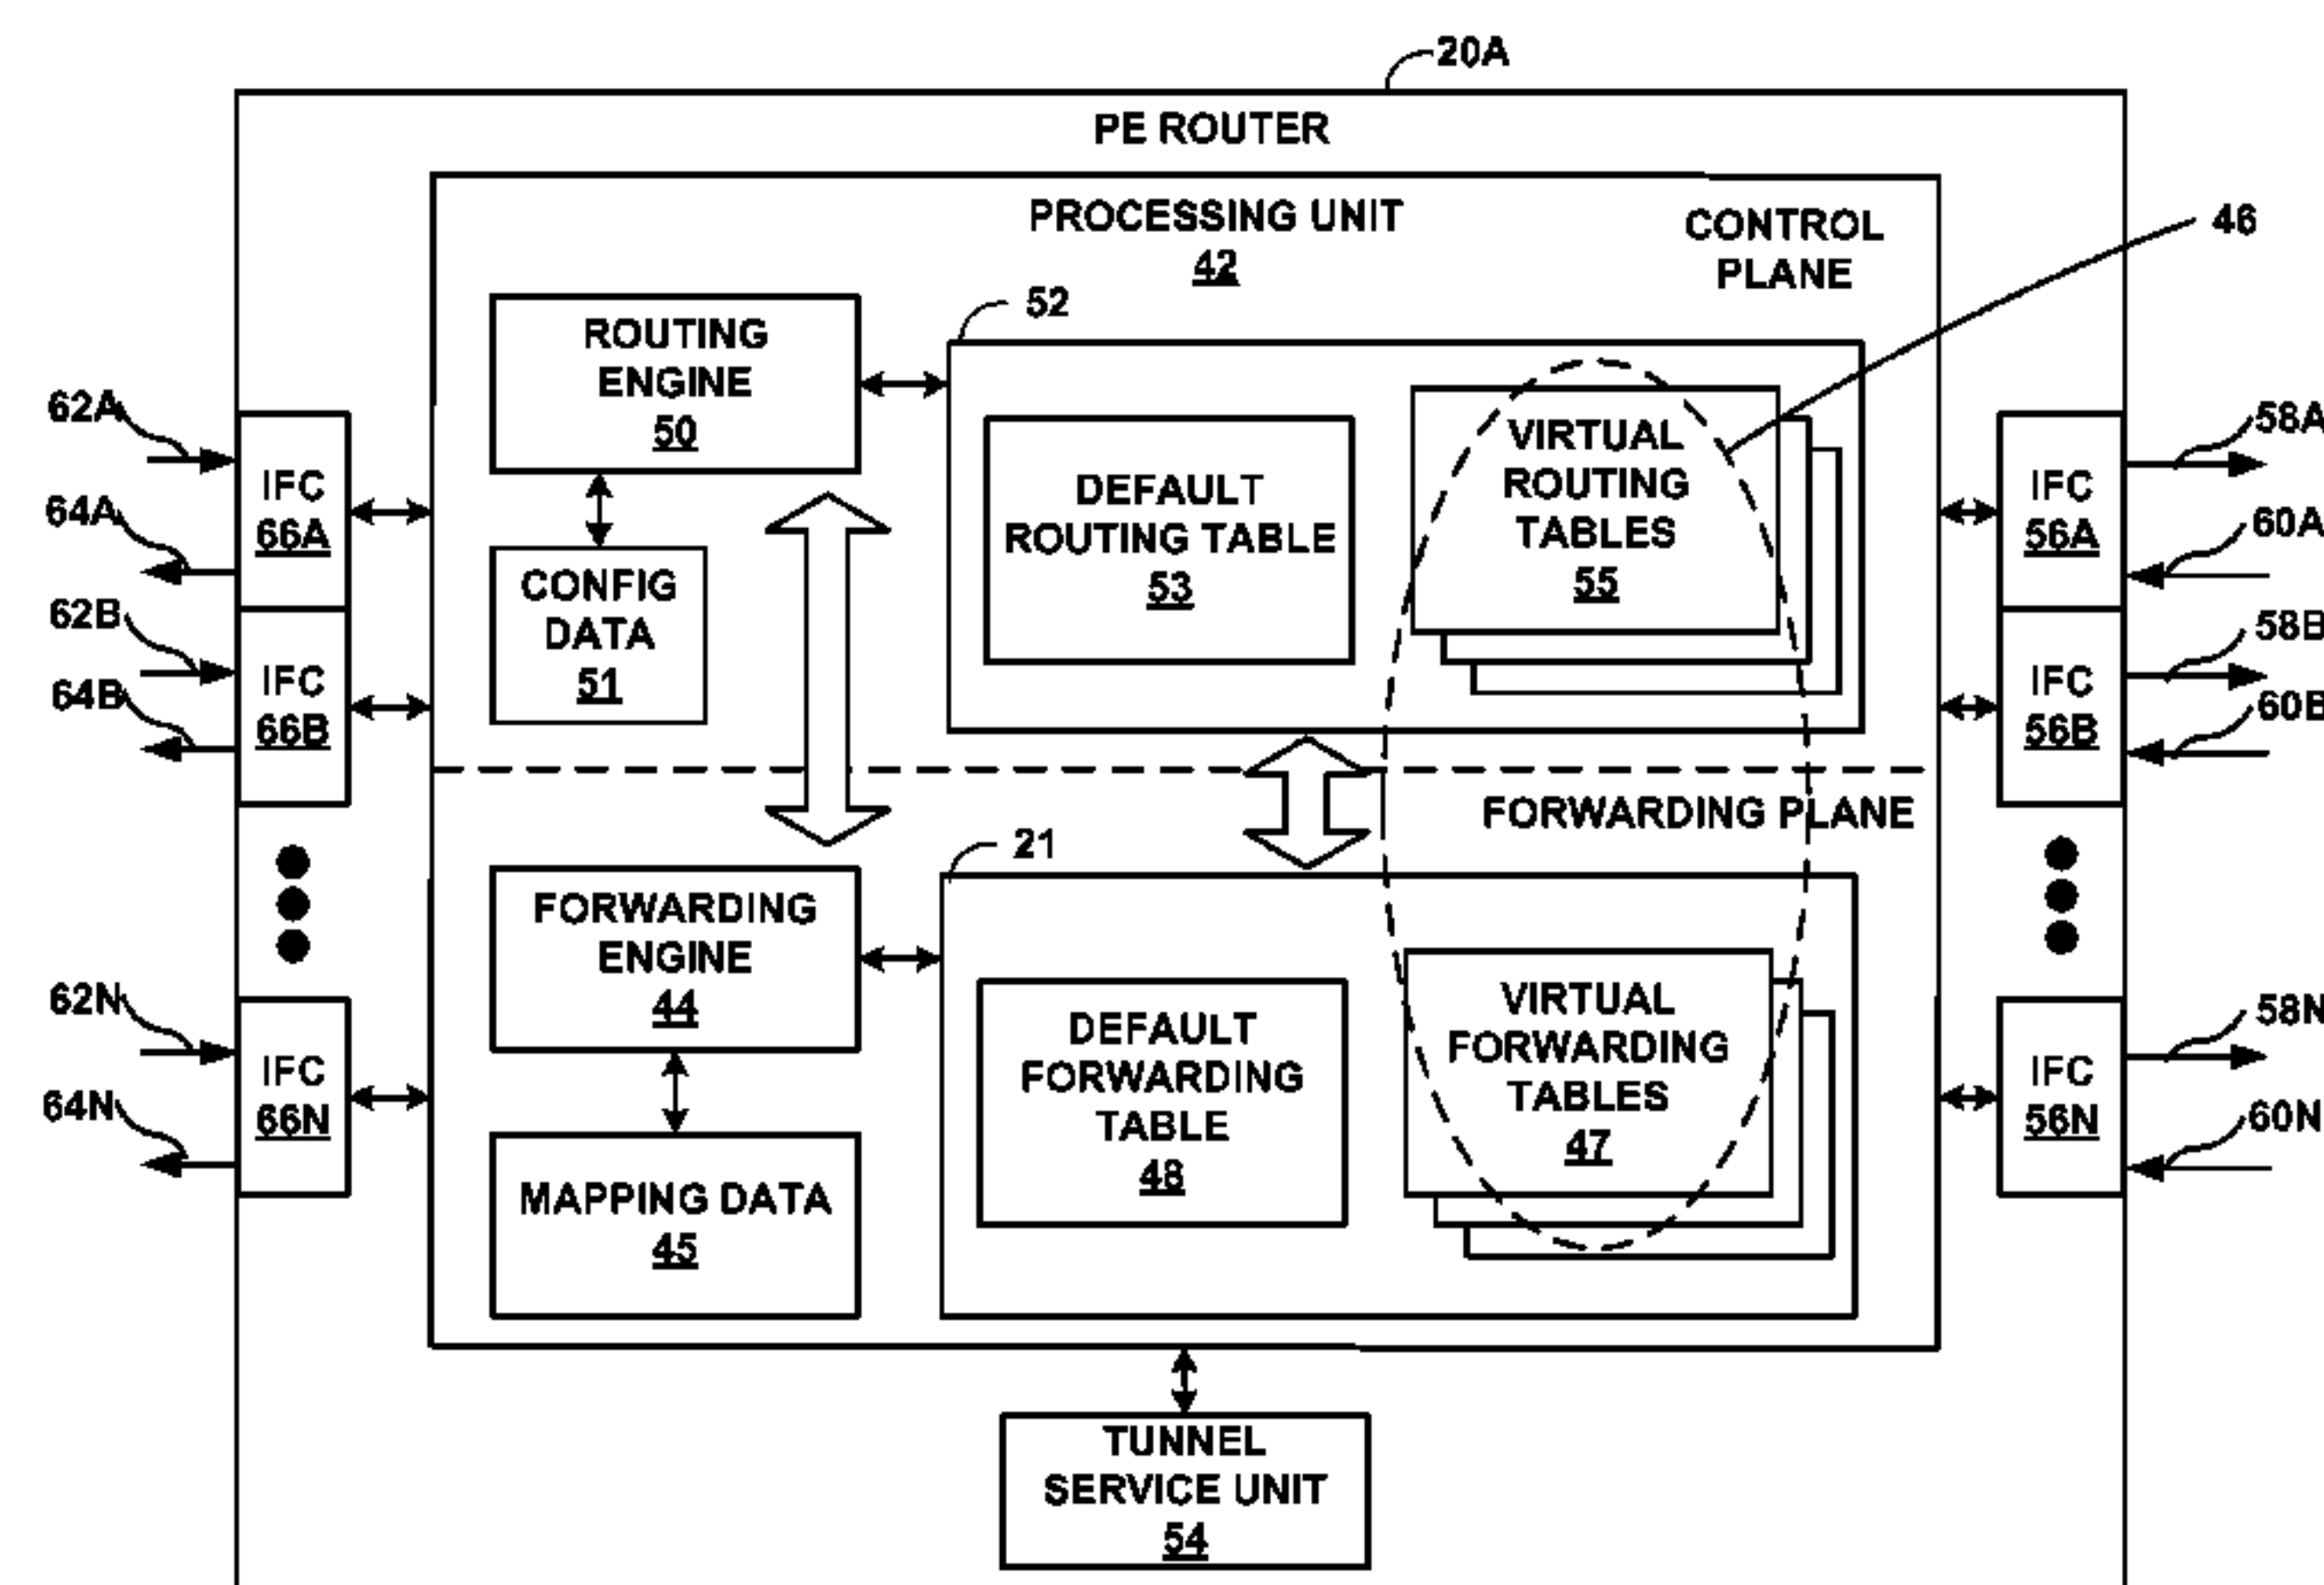 20A
PE ROUTER
PROCESSING UNIT
42
CONTROL
PLANE
46
52
ROUTING
ENGINE
50
CONFIG
DATA
51
DEFAULT
ROUTING TABLE
53
VIRTUAL
ROUTING
TABLES
55
62A
64A
62B
64B
IFC
66A
IFC
66B
58A
60A
58B
60B
IFC
56A
IFC
56B
FORWARDING PLANE
21
FORWARDING
ENGINE
44
MAPPING DATA
45
DEFAULT
FORWARDING
TABLE
48
VIRTUAL
FORWARDING
TABLES
47
62N
64N
IFC
66N
IFC
56N
58N
60N
TUNNEL
SERVICE UNIT
54